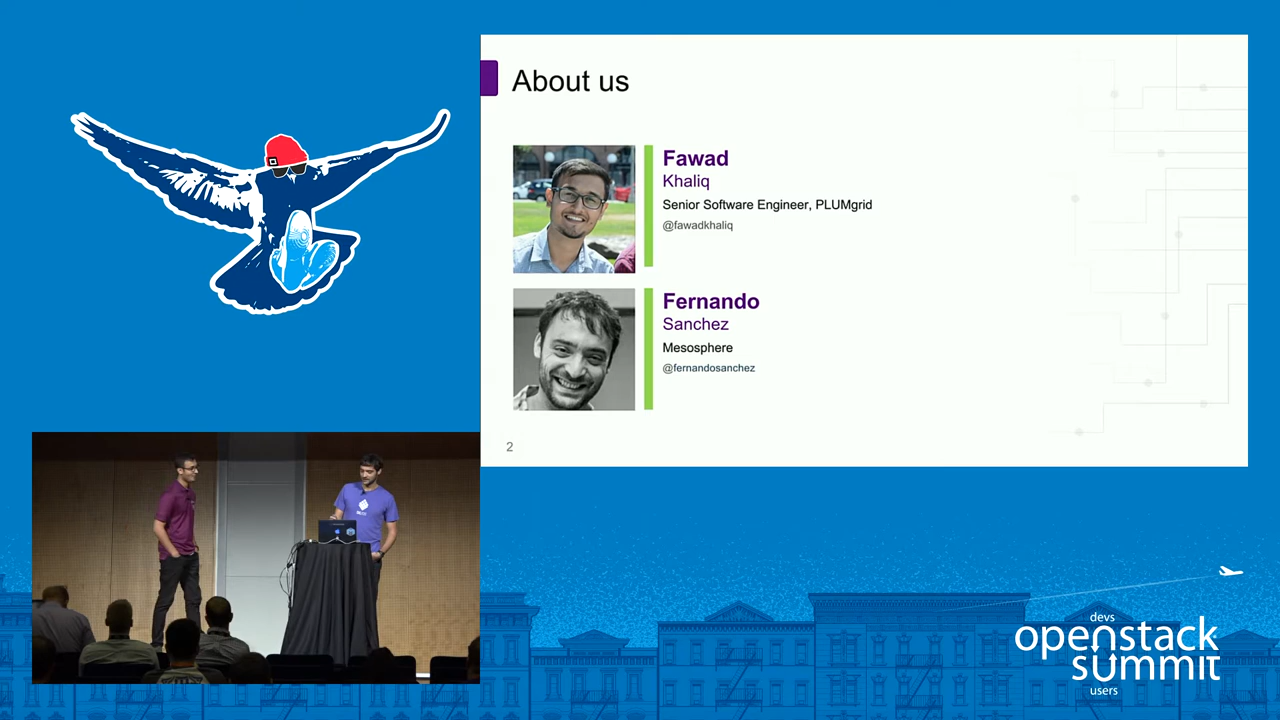 About us
Fawad
Khaliq
Senior Software Engineer, PLUMgrid
@fawadkhaliq
Fernando
Sanchez
Mesosphere
@fernandosanchez
2
devs
openstack
summit
users